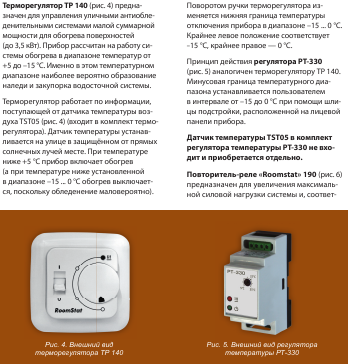 Терморегулятор ТР 140 (рис. 4) предна-
значен для управления уличными антиобле-
денительными системами малой суммарной
мощности для обогрева поверхностей
(до 3,5 кВт). Прибор рассчитан на работу си-
стемы обогрева в диапазоне температур от
+5 до –15 °С. Именно в этом температурном
диапазоне наиболее вероятно образование
наледи и закупорка водосточной системы.
Терморегулятор работает по информации,
поступающей от датчика температуры воз-
духа TST05 (рис. 4) (входит в комплект термо-
регулятора). Датчик температуры устанав-
ливается на улице в защищённом от прямых
солнечных лучей месте. При температуре
ниже +5 °С прибор включает обогрев
(а при температуре ниже установленной
в диапазоне –15 ... 0 °С обогрев выключает-
ся, поскольку обледенение маловероятно).
Поворотом ручки терморегулятора из-
меняется нижняя граница температуры
отключения прибора в диапазоне –15 ... 0 °С.
Крайнее левое положение соответствует
–15 °С, крайнее правое — 0 °С.
Принцип действия регулятора РТ-330
(рис. 5) аналогичен терморегулятору ТР 140.
Минусовая граница температурного диа-
пазона устанавливается пользователем
в интервале от –15 до 0 °С при помощи шли-
цы подстройки, расположенной на лицевой
панели прибора.
Датчик температуры TST05 в комплект
регулятора температуры РТ-330 не вхо-
дит и приобретается отдельно.
Повторитель-реле «Roomstat» 190 (рис. 6)
предназначен для увеличения максималь-
ной силовой нагрузки системы и, соответ-
RoomStat
PT-330
Рис. 4. Внешний вид
терморегулятора ТР 140
Рис. 5. Внешний вид регулятора
температуры РТ-330